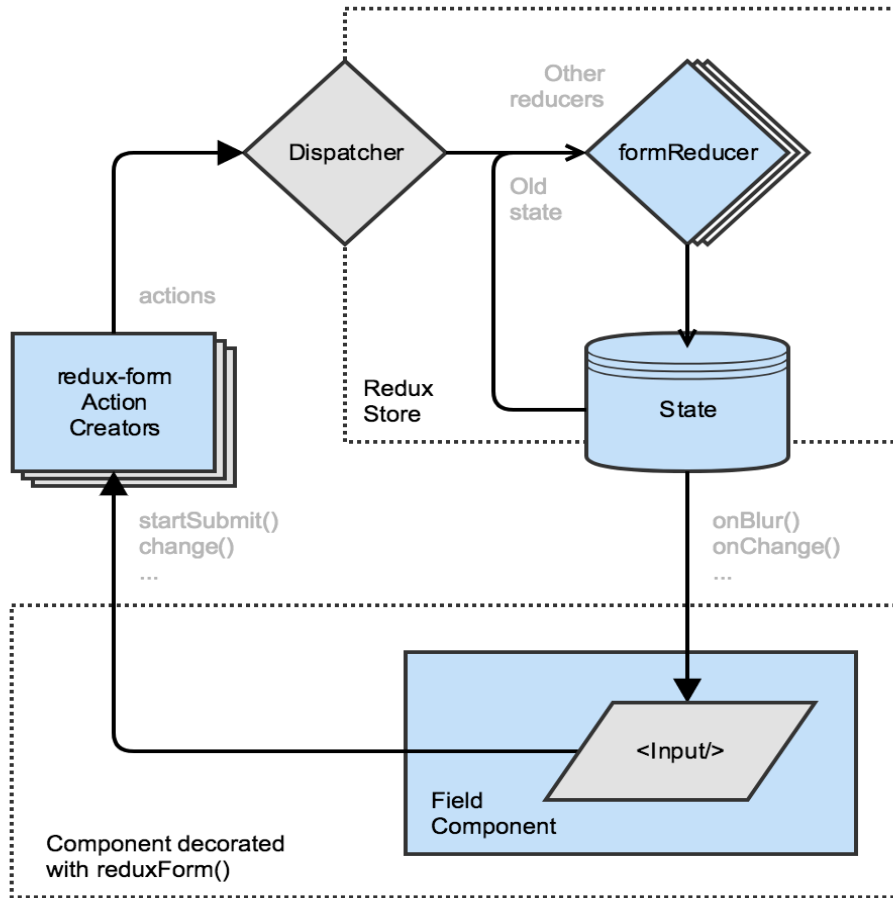 Other
reducers
Dispatcher
formReducer
Old
state
actions
redux-form
Action
Creators
Redux
Store
State
startSubmit()
change()
...
onBlur()
onChange()
...
<Input/>
Field
Component
Component decorated
with reduxForm()